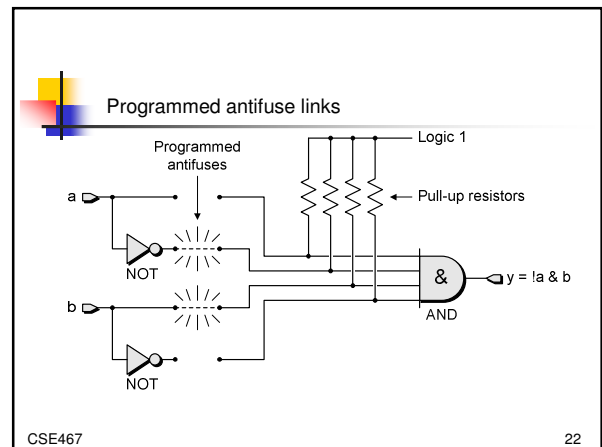 Programmed antifuse links
Programmed
antifuses
Logic 1
Pull-up resistors
a
NOT
&
y = !a & b
b
AND
NOT
CSE467
22